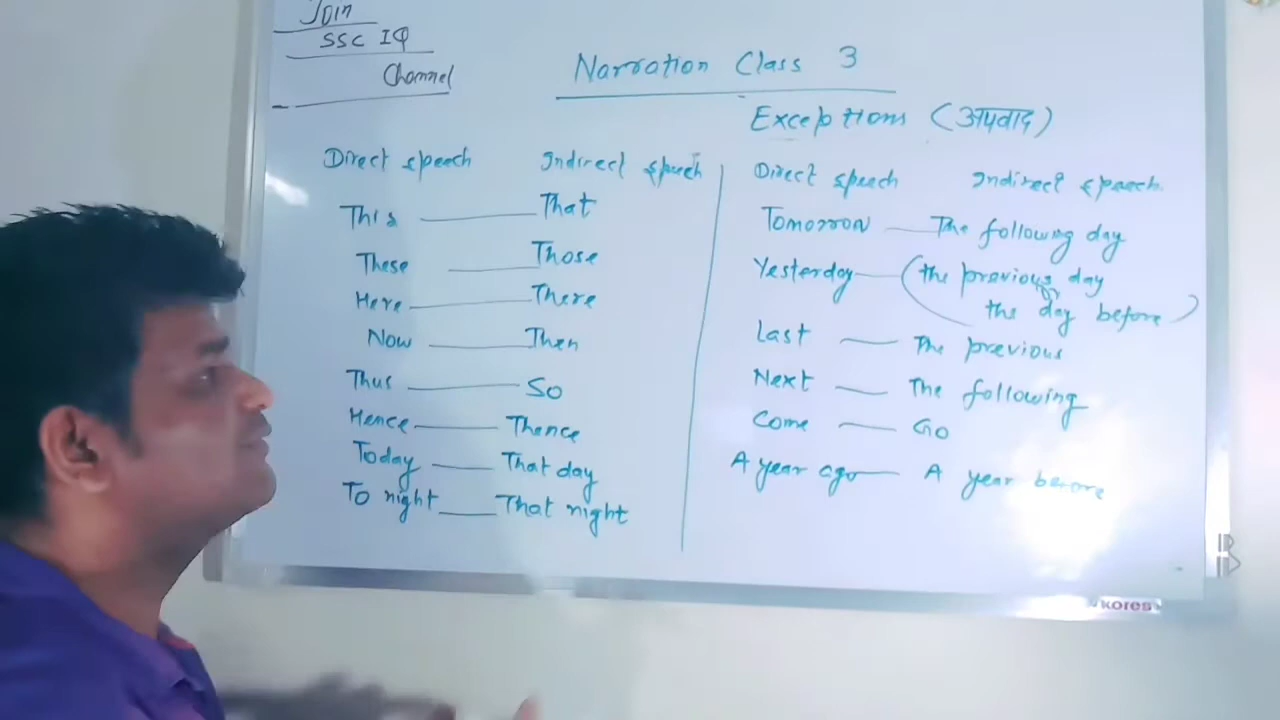 Join
SSC IQ
Channel
Narration Class 3
Exceptions (अपवाद)
Direct speech Indirect speech
This — That
These — Those
Here — There
Now — Then
Thus — So
Hence — Thence
Today — That day
To night — That night
Direct speech Indirect speech
Tomorrow — The following day
Yesterday — (the previous day
or
the day before)
Last — The previous
Next — The following
Come — Go
A year ago — A year before
kores